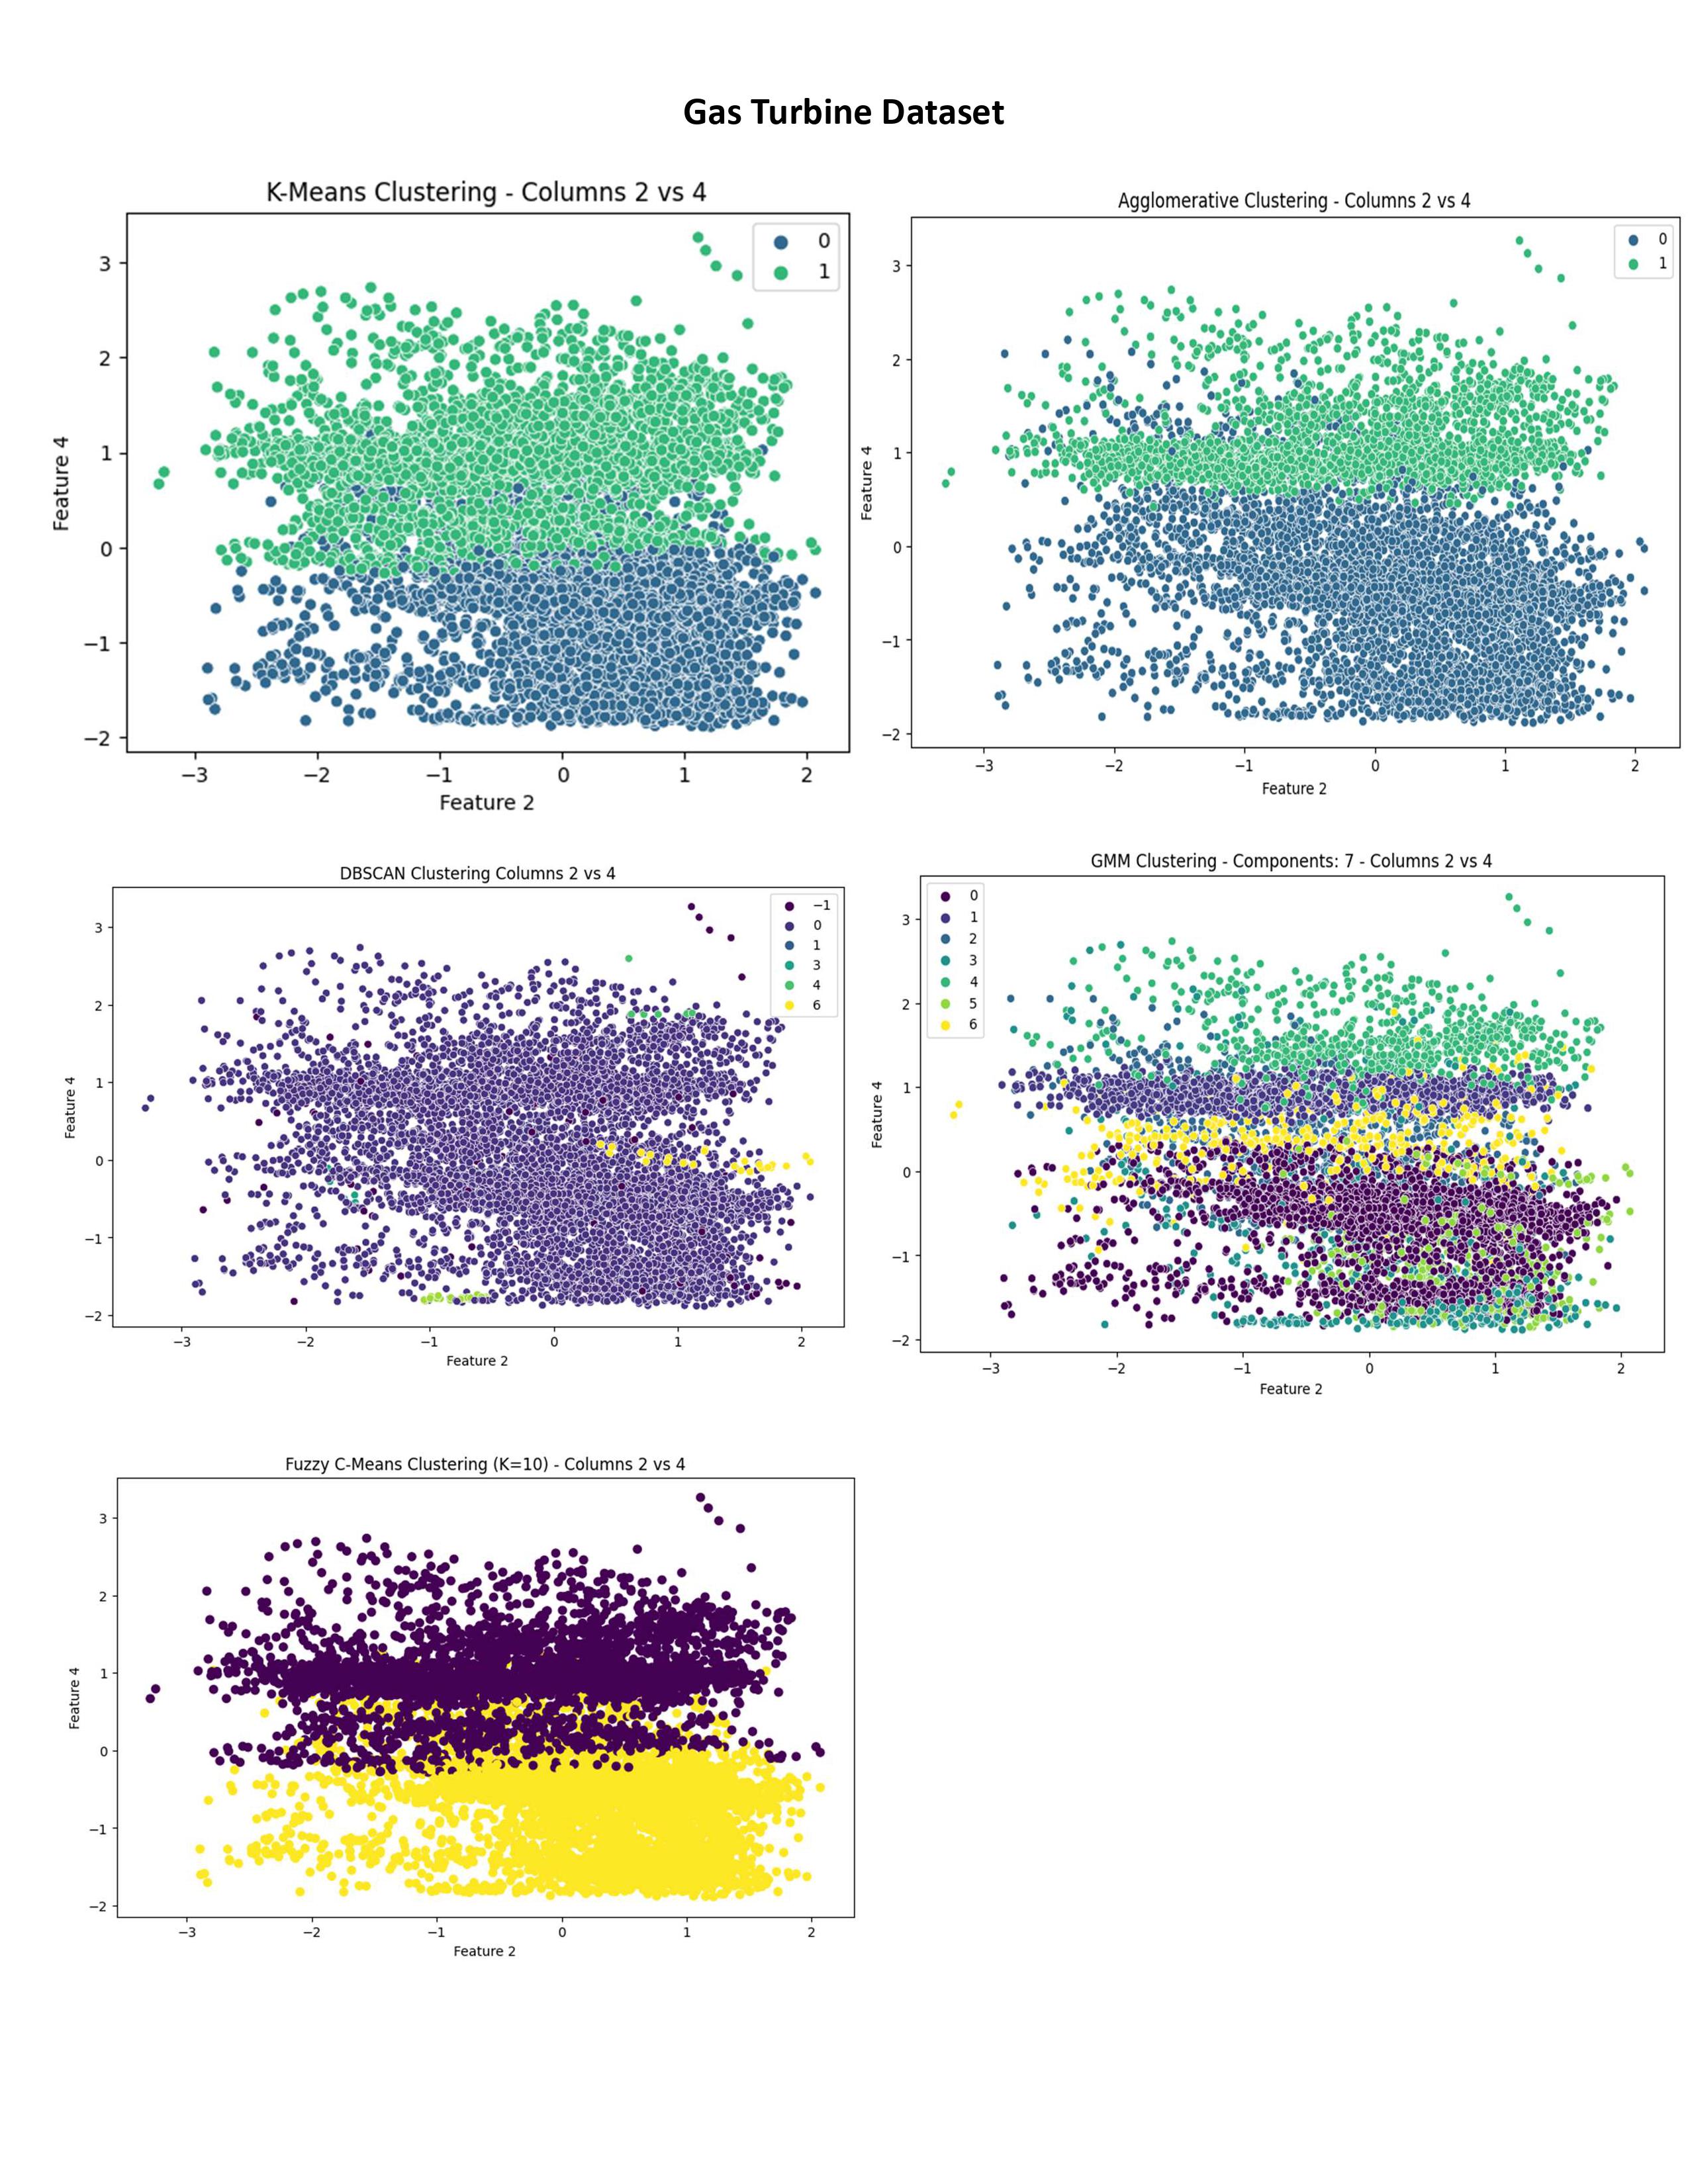 Gas Turbine Dataset
K-Means Clustering - Columns 2 vs 4
0
1
3
2
1
0
−1
−2
Feature 4
−3 −2 −1 0 1 2
Feature 2
Agglomerative Clustering - Columns 2 vs 4
0
1
3
2
1
0
−1
−2
Feature 4
−3 −2 −1 0 1 2
Feature 2
DBSCAN Clustering Columns 2 vs 4
−1
0
1
3
4
6
3
2
1
0
−1
−2
Feature 4
−3 −2 −1 0 1 2
Feature 2
GMM Clustering - Components: 7 - Columns 2 vs 4
0
1
2
3
4
5
6
3
2
1
0
−1
−2
Feature 4
−3 −2 −1 0 1 2
Feature 2
Fuzzy C-Means Clustering (K=10) - Columns 2 vs 4
3
2
1
0
−1
−2
Feature 4
−3 −2 −1 0 1 2
Feature 2